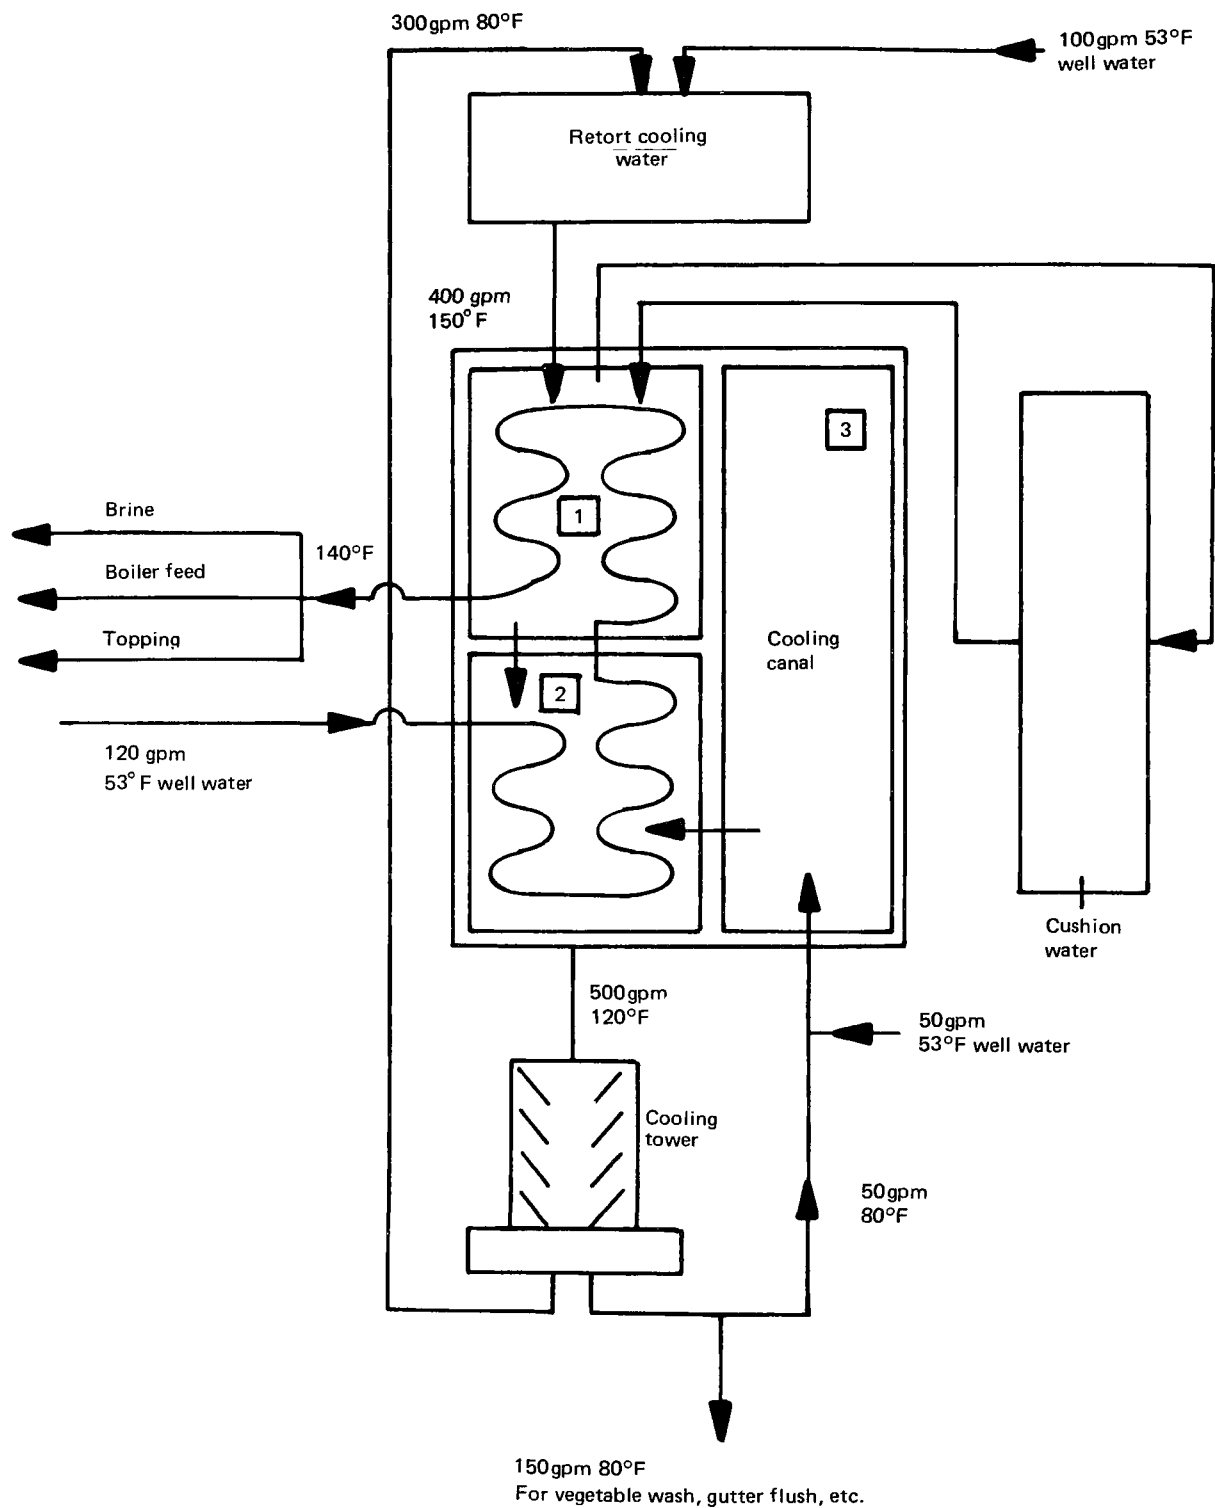 300gpm 80°F
100gpm 53°F
well water
Retort cooling
water
400 gpm
150°F
3
1
Brine
140°F
Boiler feed
Topping
Cooling
canal
2
120 gpm
53°F well water
Cushion
water
500gpm
120°F
50gpm
53°F well water
Cooling
tower
50gpm
80°F
150gpm 80°F
For vegetable wash, gutter flush, etc.